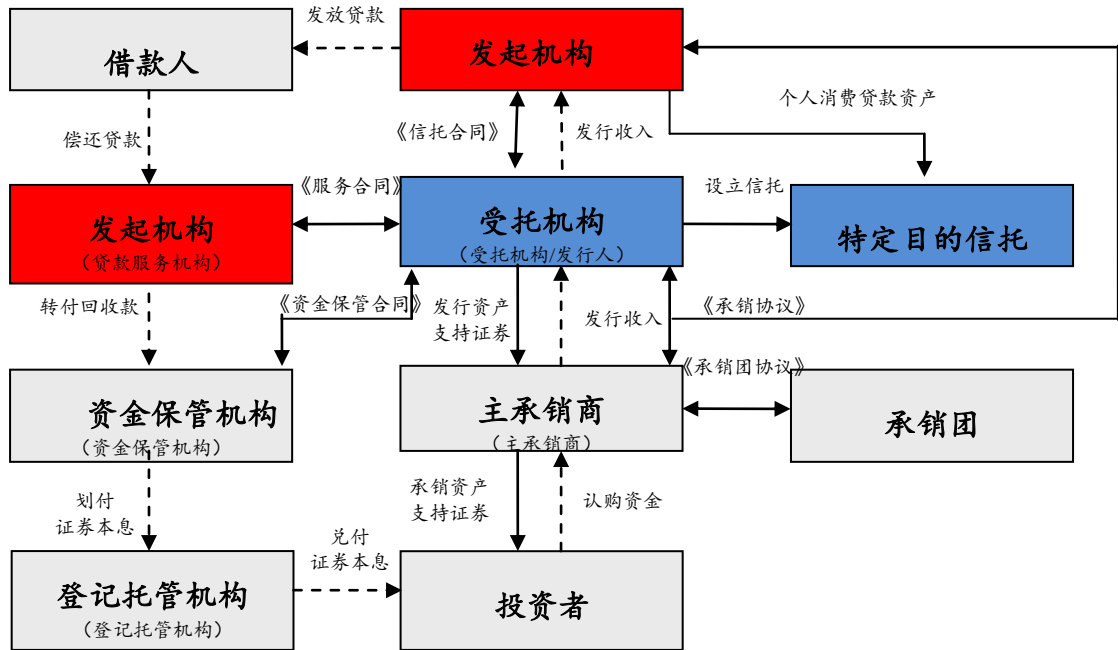 发放贷款
借款人
发起机构
个人消费贷款资产
偿还贷款
《信托合同》
发行收入
《服务合同》
设立信托
发起机构
（贷款服务机构）
受托机构
（受托机构/发行人）
特定目的信托
转付回收款
《资金保管合同》
发行资产
支持证券
发行收入
《承销协议》
《承销团协议》
资金保管机构
（资金保管机构）
主承销商
（主承销商）
承销团
划付
证券本息
承销资产
支持证券
认购资金
兑付
证券本息
登记托管机构
（登记托管机构）
投资者